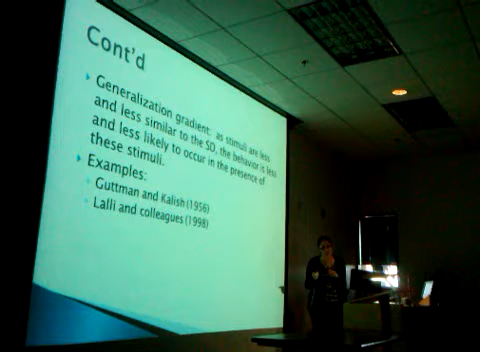 Cont'd
Generalization gradient: as stimuli are less
and less similar to the SD, the behavior is less
and less likely to occur in the presence of
these stimuli.
Examples:
Guttman and Kalish (1956)
Lalli and colleagues (1998)